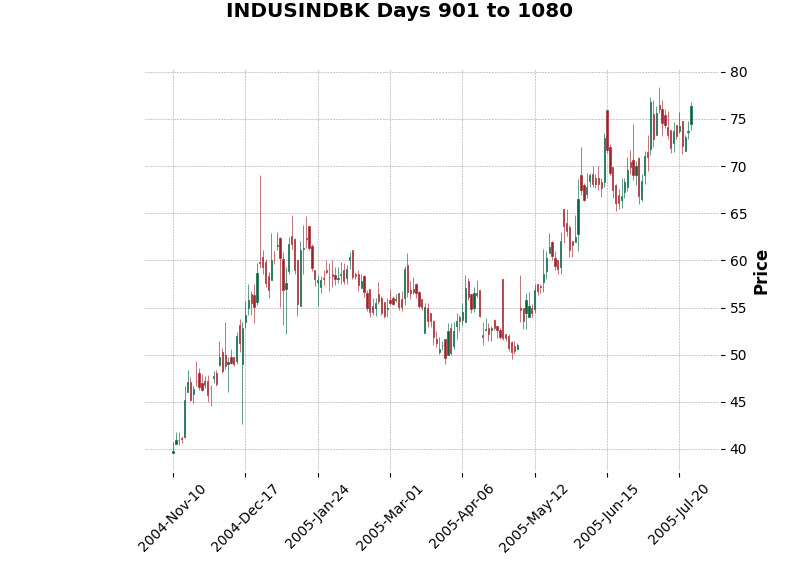 INDUSINDBK Days 901 to 1080
80
75
70
65
60
55
50
45
40
Price
2004-Nov-10
2004-Dec-17
2005-Jan-24
2005-Mar-01
2005-Apr-06
2005-May-12
2005-Jun-15
2005-Jul-20